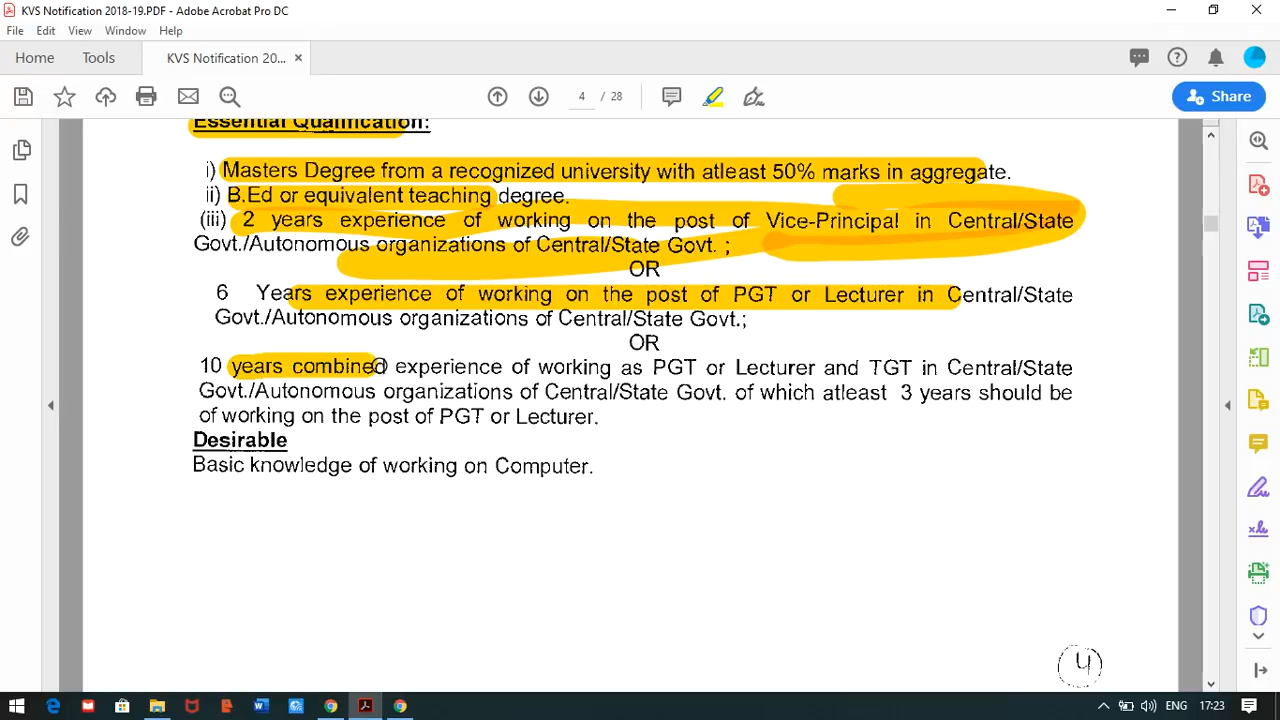 KVS Notification 2018-19.PDF - Adobe Acrobat Pro DC
File Edit View Window Help
Home Tools KVS Notification 20... ×
4 / 28
Share
Essential Qualification:
i) Masters Degree from a recognized university with atleast 50% marks in aggregate.
ii) B.Ed or equivalent teaching degree.
(iii) 2 years experience of working on the post of Vice-Principal in Central/State
Govt./Autonomous organizations of Central/State Govt. ;
OR
6 Years experience of working on the post of PGT or Lecturer in Central/State
Govt./Autonomous organizations of Central/State Govt.;
OR
10 years combined experience of working as PGT or Lecturer and TGT in Central/State
Govt./Autonomous organizations of Central/State Govt. of which atleast 3 years should be
of working on the post of PGT or Lecturer.
Desirable
Basic knowledge of working on Computer.
4
ENG 17:23